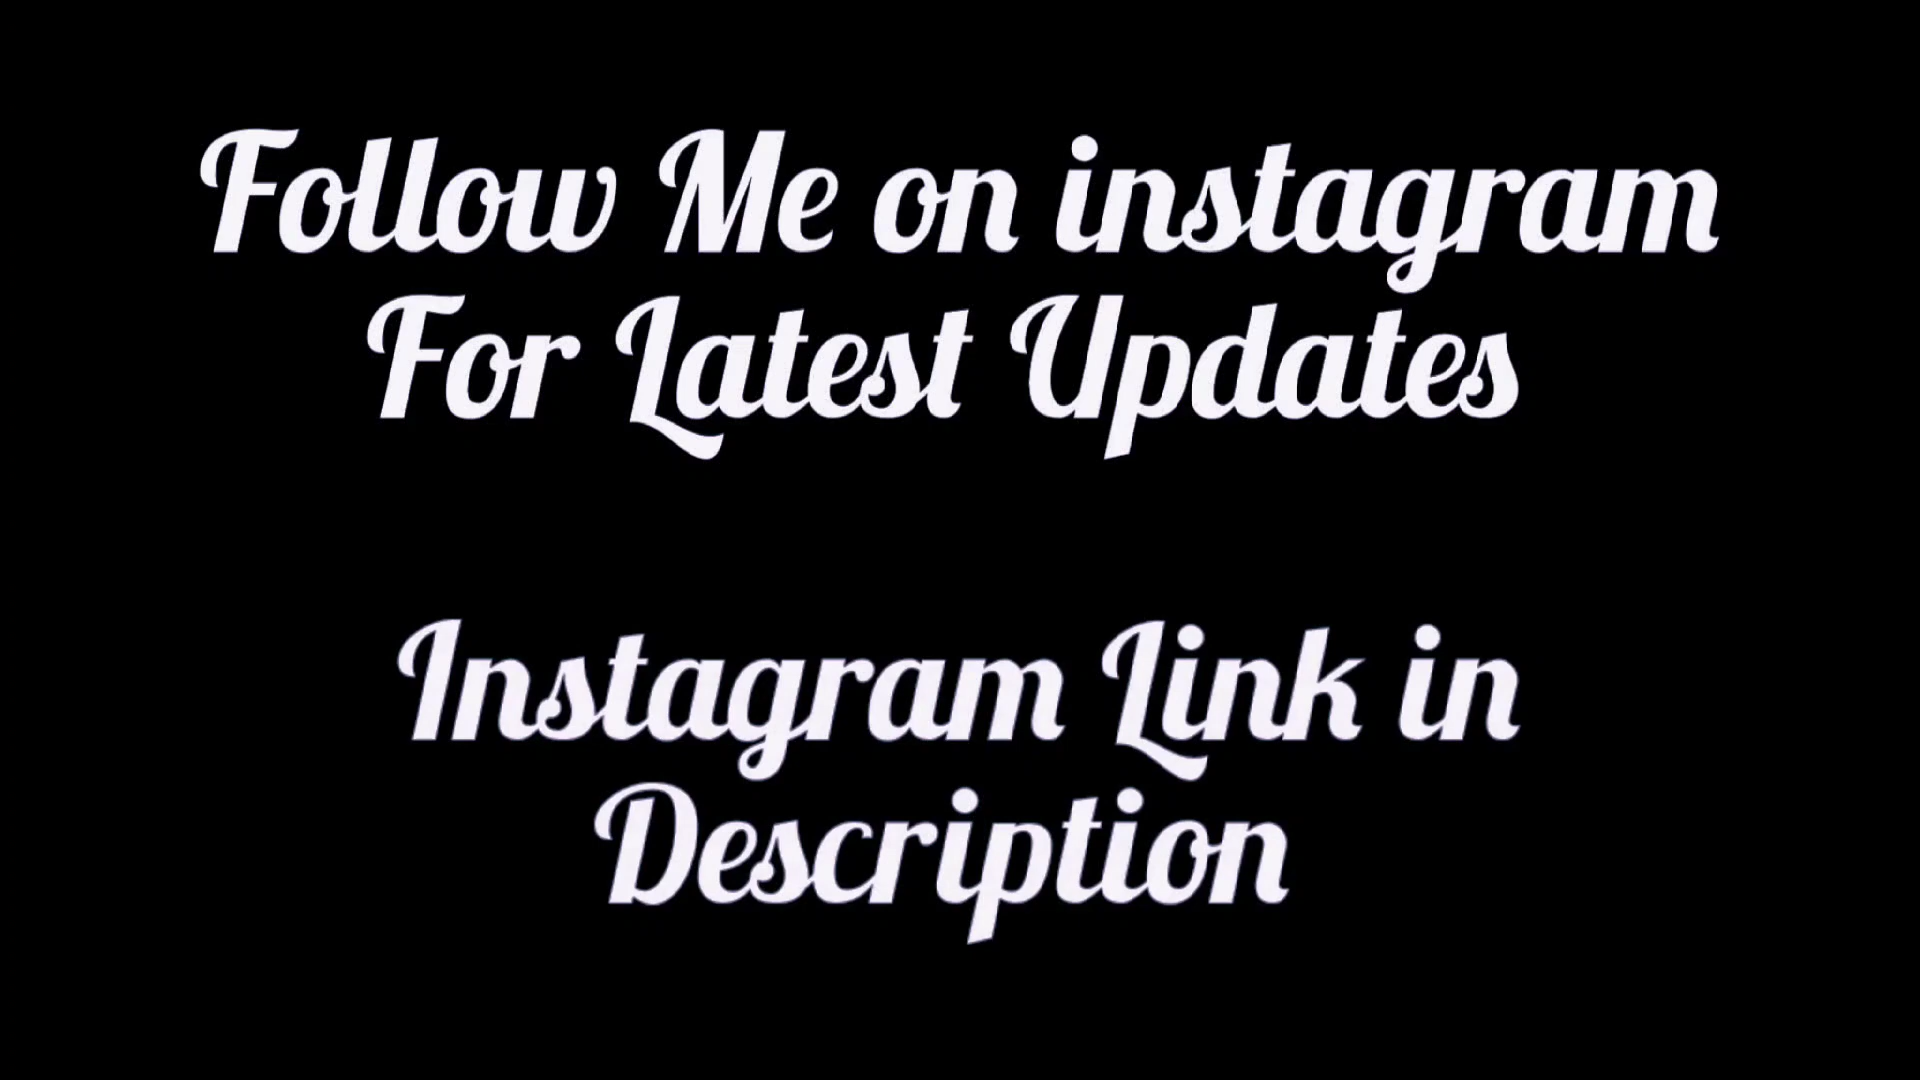 Follow Me on instagram
For Latest Updates
Instagram Link in
Description